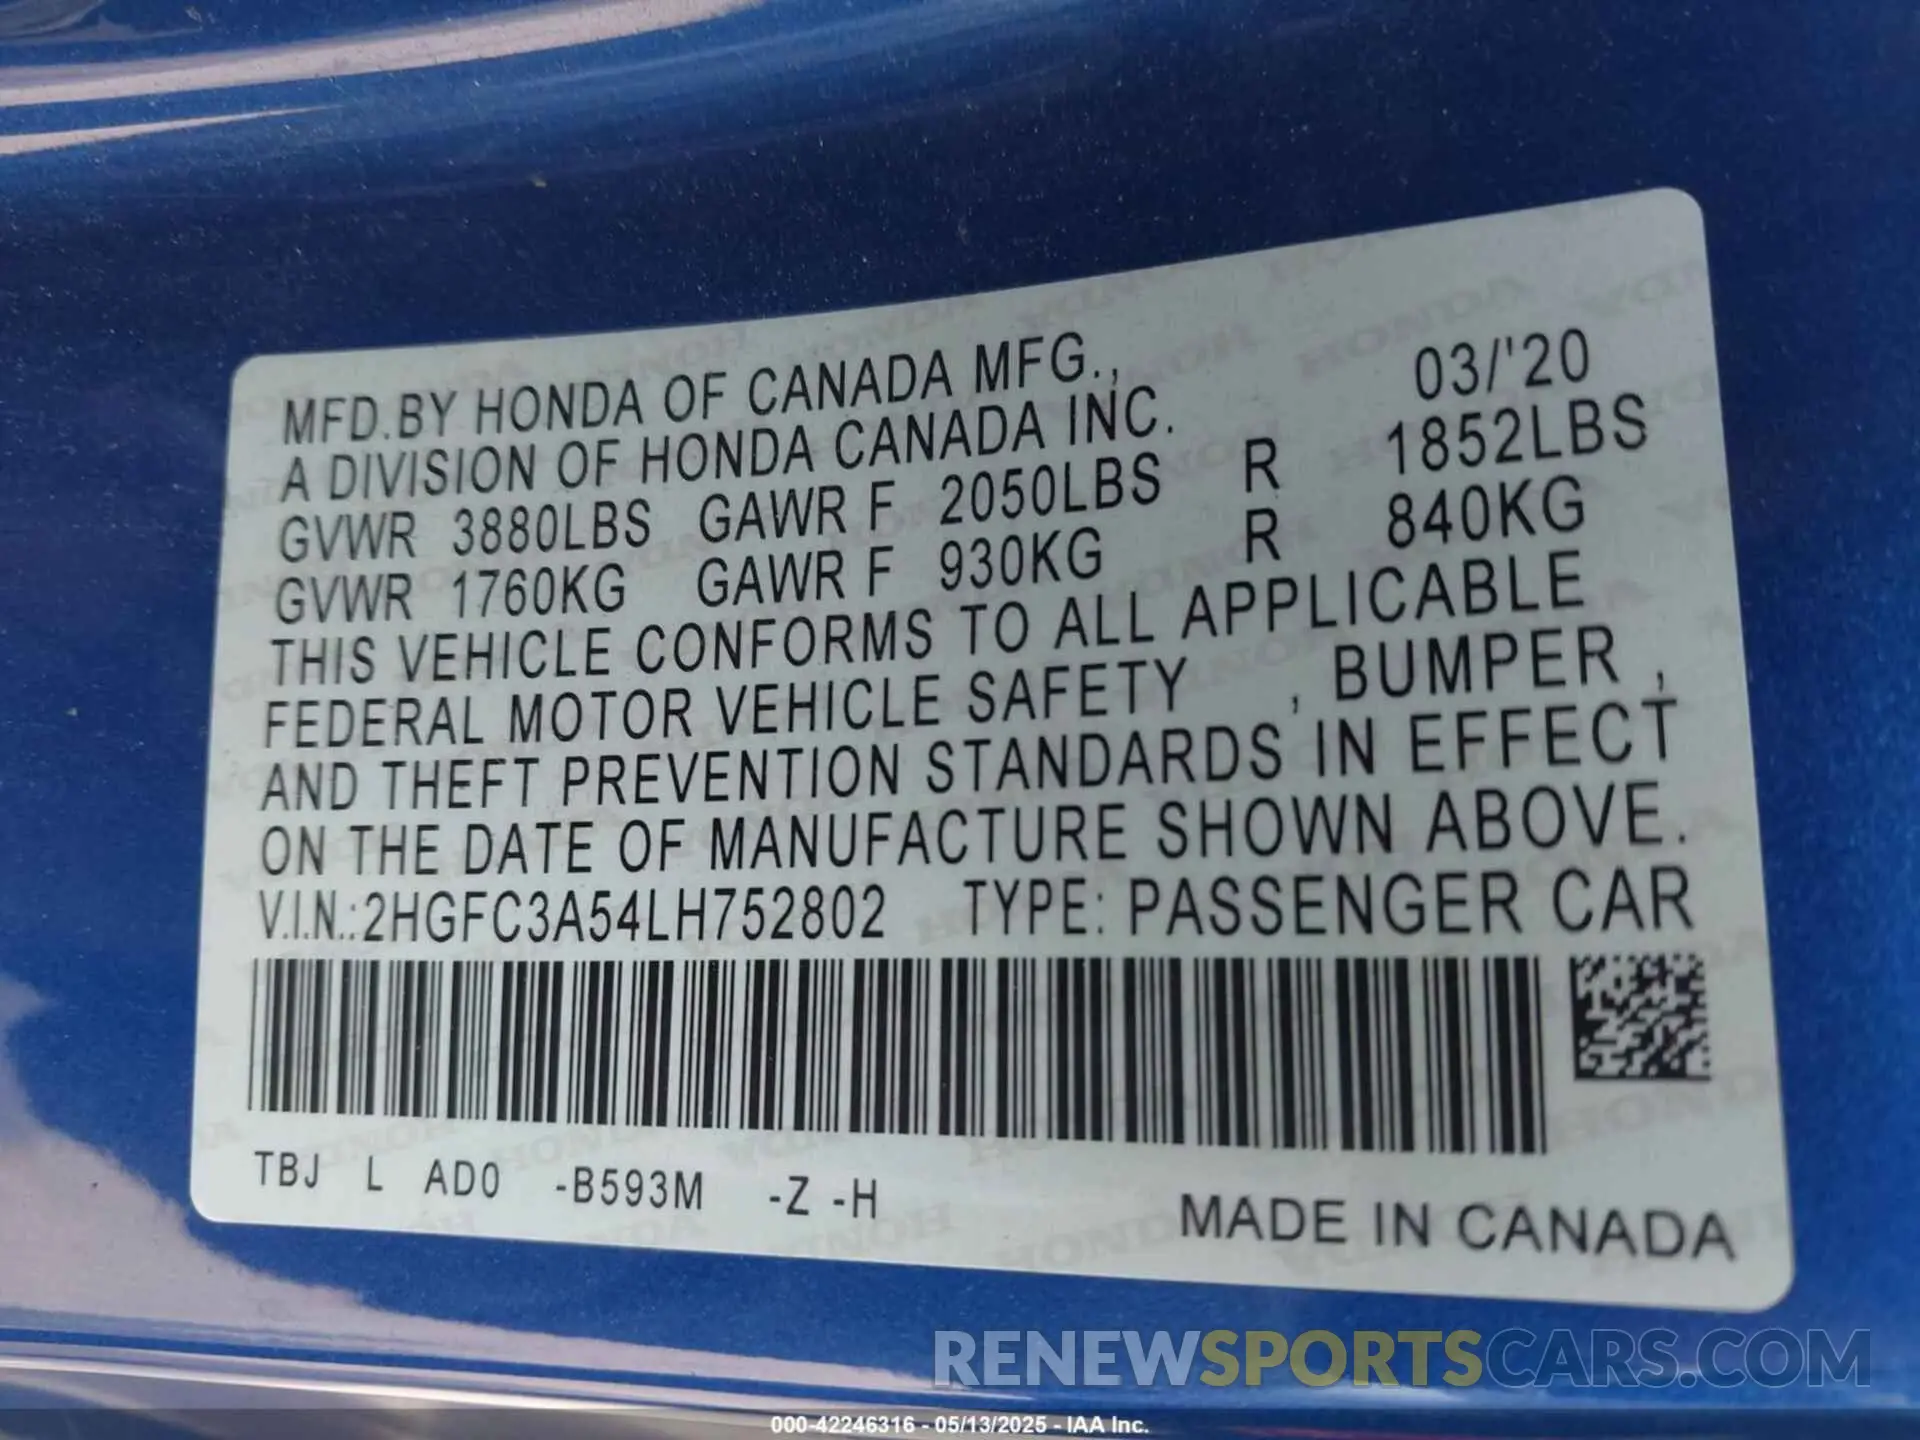 MFD.BY HONDA OF CANADA MFG., 03/'20
A DIVISION OF HONDA CANADA INC.
GVWR 3880LBS GAWR F 2050LBS R 1852LBS
GVWR 1760KG GAWR F 930KG R 840KG
THIS VEHICLE CONFORMS TO ALL APPLICABLE
FEDERAL MOTOR VEHICLE SAFETY , BUMPER ,
AND THEFT PREVENTION STANDARDS IN EFFECT
ON THE DATE OF MANUFACTURE SHOWN ABOVE.
V.I.N.:2HGFC3A54LH752802 TYPE: PASSENGER CAR
TBJ L AD0 -B593M -Z -H
MADE IN CANADA
RENEWSPORTSCARS.COM
000-42246316 - 05/13/2025 - IAA Inc.